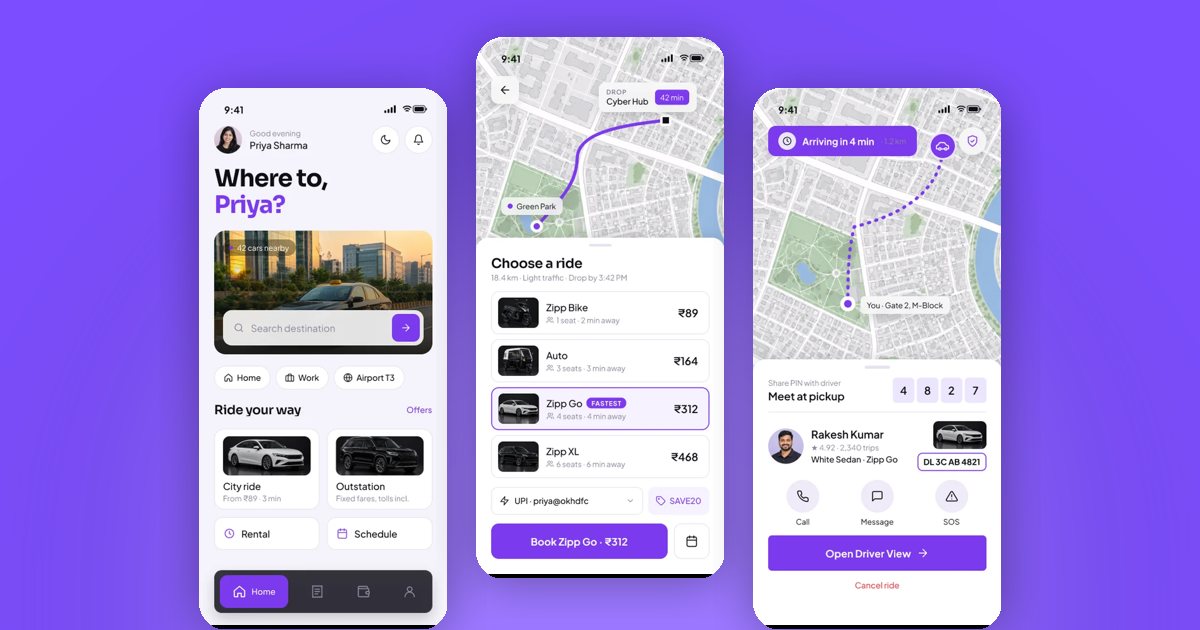 9:41
Good evening
Priya Sharma
Where to,
Priya?
42 cars nearby
Search destination
Home
Work
Airport T3
Ride your way
Offers
City ride
From ₹89 · 3 min
Outstation
Fixed fares, tolls incl.
Rental
Schedule
Home
9:41
DROP
Cyber Hub
42 min
Green Park
Choose a ride
18.4 km · Light traffic · Drop by 3:42 PM
Zipp Bike
1 seat · 2 min away
₹89
Auto
3 seats · 3 min away
₹164
Zipp Go
FASTEST
4 seats · 4 min away
₹312
Zipp XL
6 seats · 6 min away
₹468
UPI · priya@okhdfc
SAVE20
Book Zipp Go · ₹312
9:41
Arriving in 4 min
1.2 km
You · Gate 2, M-Block
Share PIN with driver
Meet at pickup
4 8 2 7
Rakesh Kumar
★ 4.92 · 2,340 trips
White Sedan · Zipp Go
DL 3C AB 4821
Call
Message
SOS
Open Driver View
Cancel ride